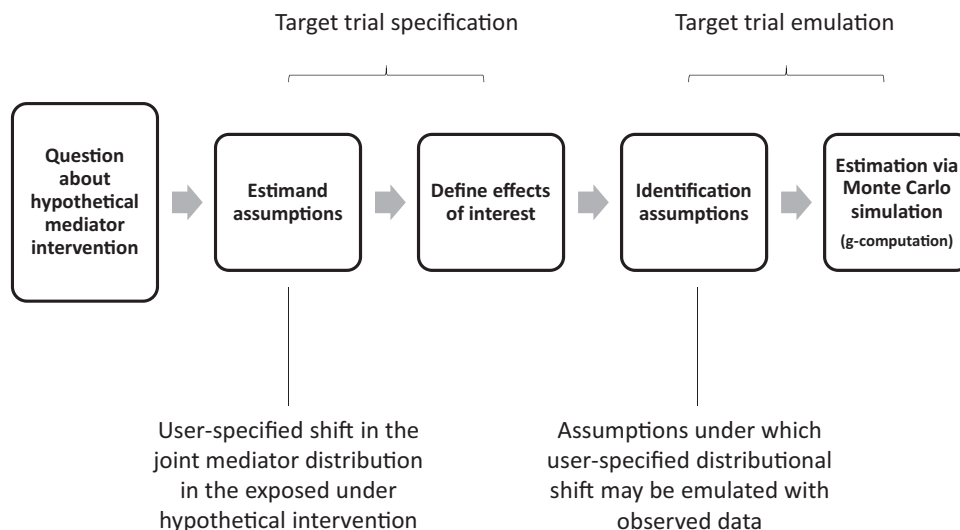 Target trial specification
Target trial emulation
Question
about
hypothetical
mediator
intervention
Estimand
assumptions
Define effects
of interest
Identification
assumptions
Estimation via
Monte Carlo
simulation
(g-computation)
User-specified shift in the
joint mediator distribution
in the exposed under
hypothetical intervention
Assumptions under which
user-specified distributional
shift may be emulated with
observed data